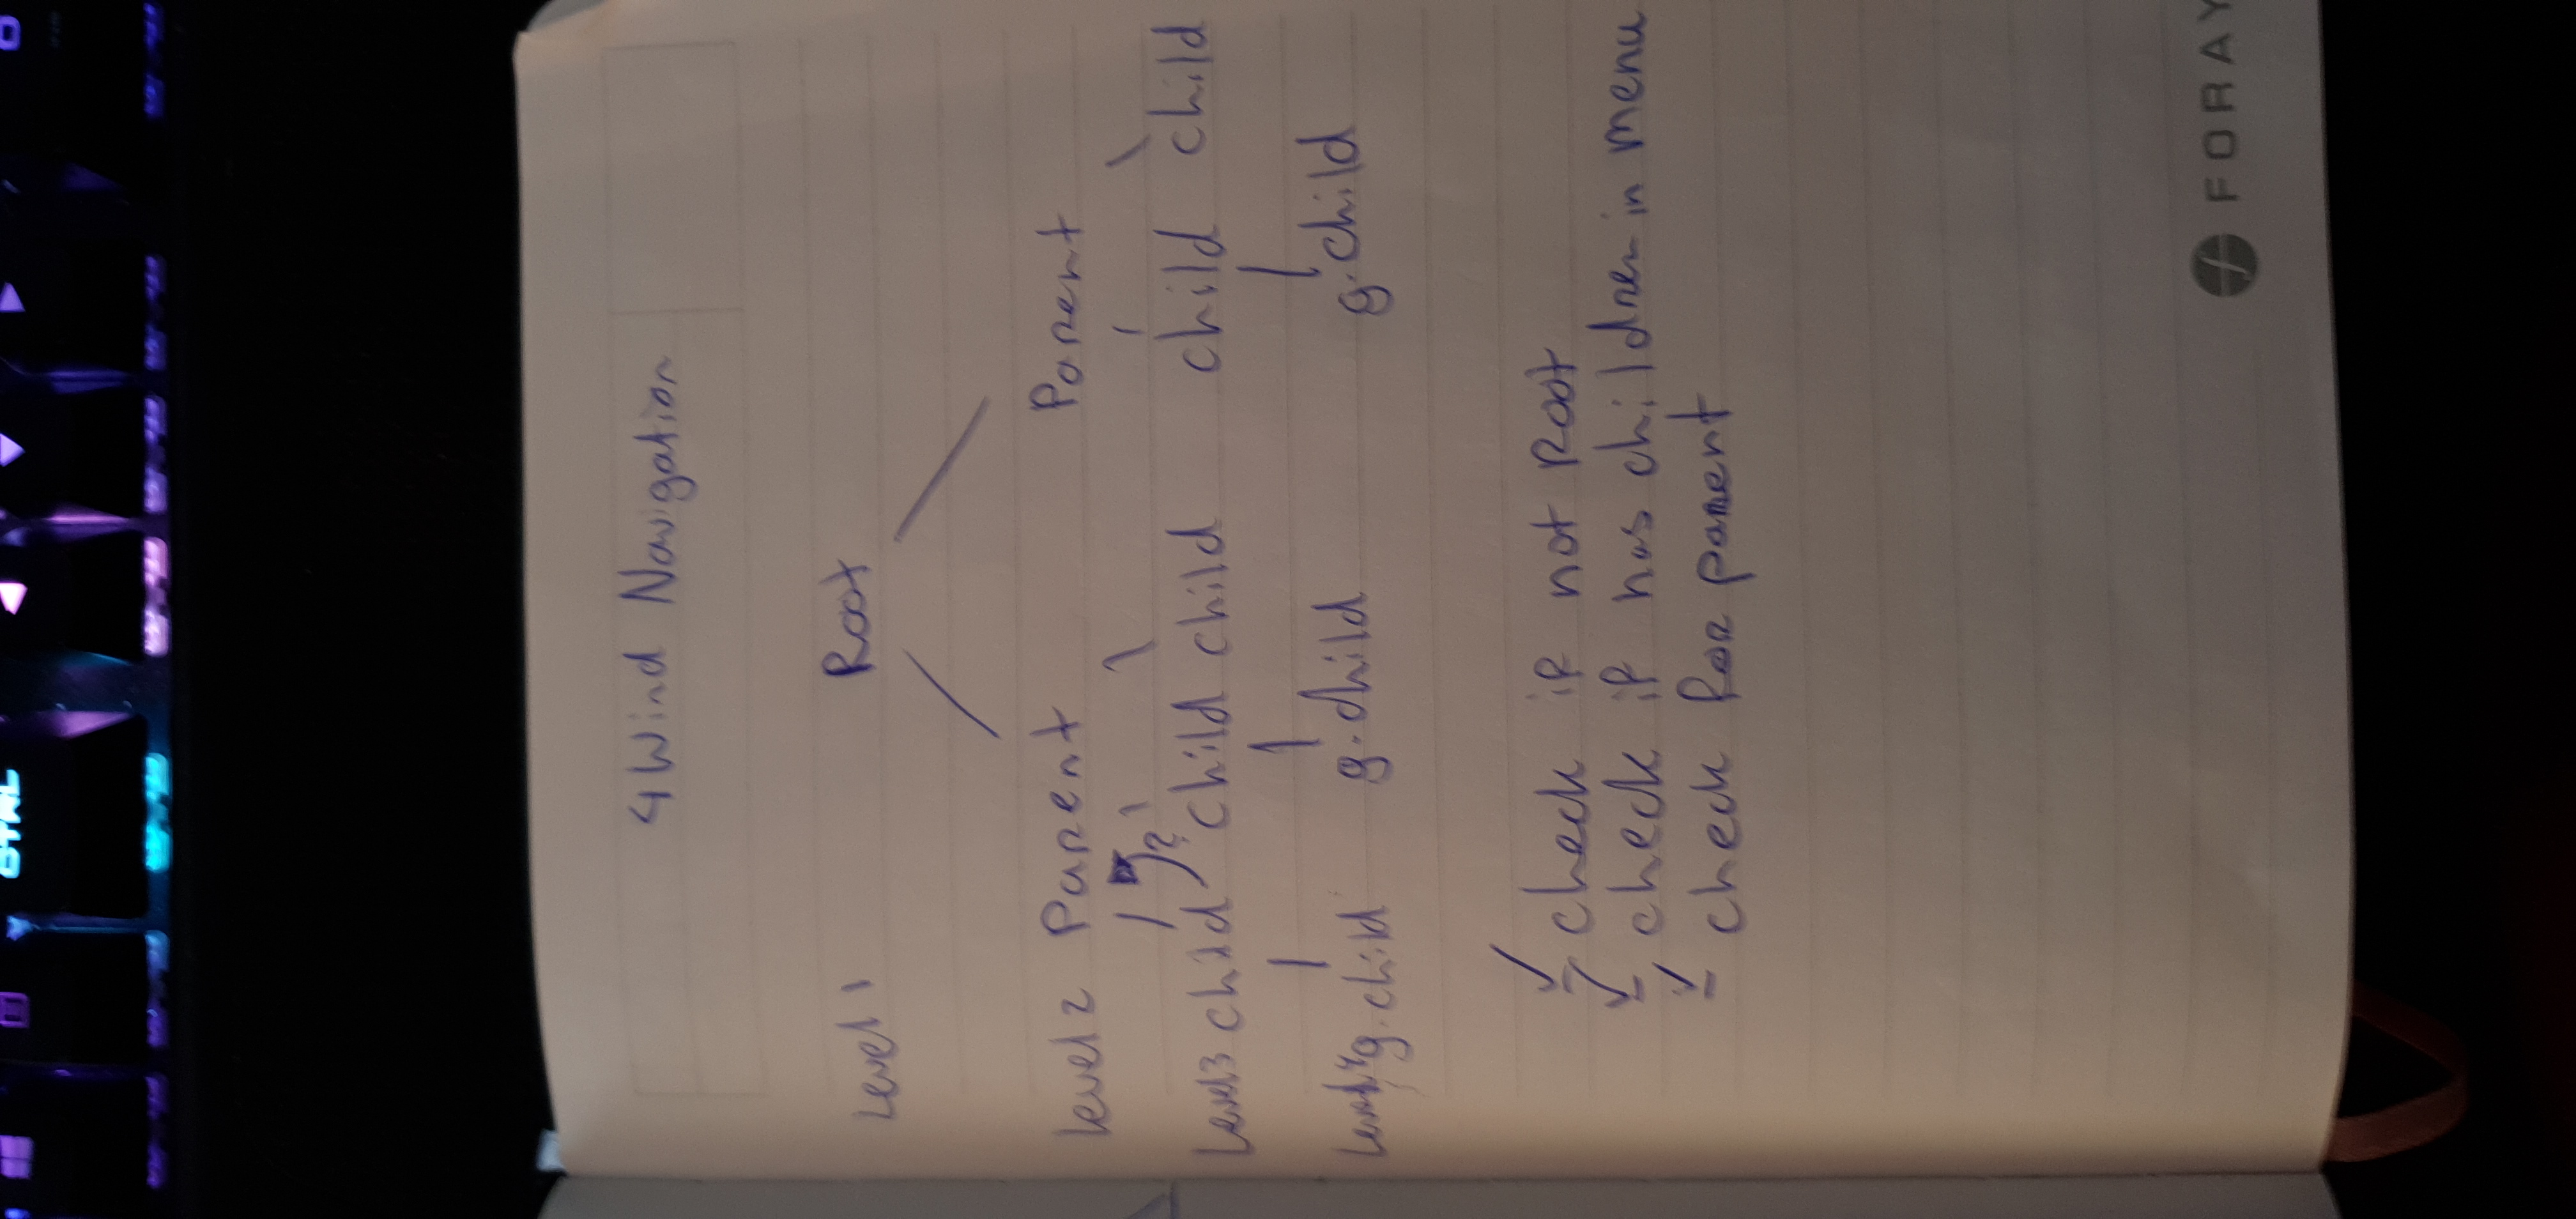 4Wind Navigation
Level 1 Root
Level 2 Parent Parent
?
Level 3 child child child child child
Level 4 g.child g.child g.child
check if not Root
check if has children in menu
check for parent
FORAY
CTRL